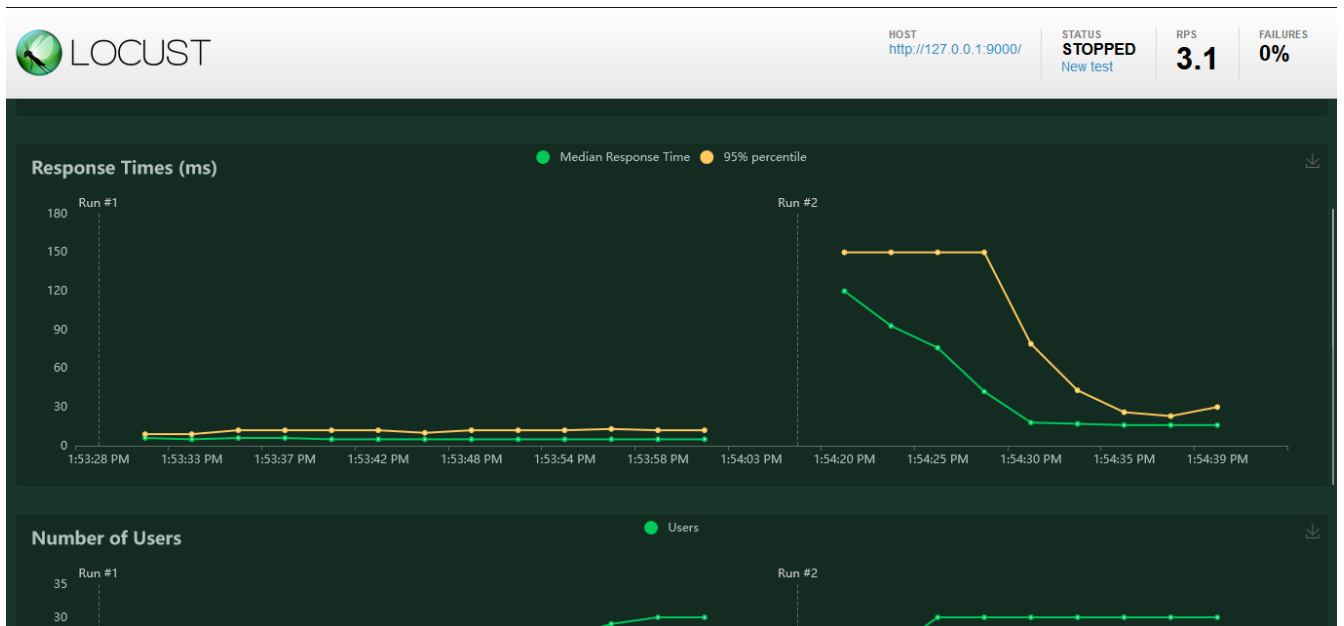 LOCUST
HOST
http://127.0.0.1:9000/
STATUS
STOPPED
New test
RPS
3.1
FAILURES
0%
Response Times (ms)
Median Response Time 95% percentile
Run #1 Run #2
180
150
120
90
60
30
0
1:53:28 PM 1:53:33 PM 1:53:37 PM 1:53:42 PM 1:53:48 PM 1:53:54 PM 1:53:58 PM 1:54:03 PM 1:54:20 PM 1:54:25 PM 1:54:30 PM 1:54:35 PM 1:54:39 PM
Number of Users
Users
Run #1 Run #2
35
30